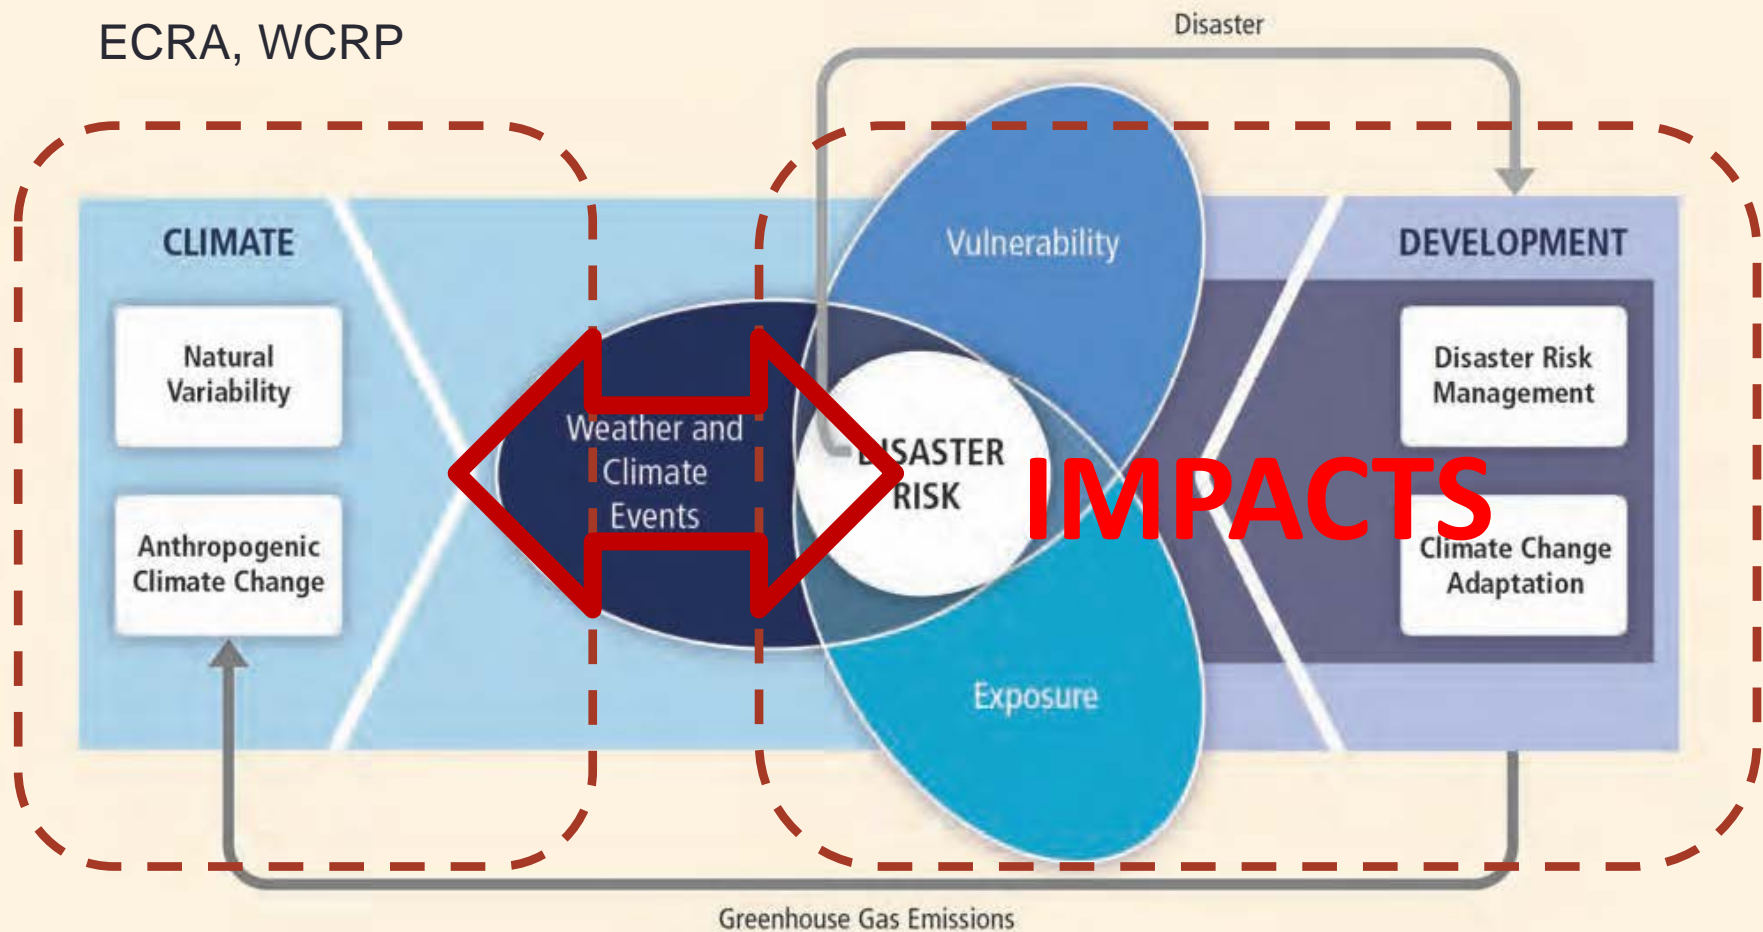 ECRA, WCRP
Disaster
CLIMATE
Natural
Variability
Anthropogenic
Climate Change
Weather and
Climate
Events
Vulnerability
DISASTER
RISK
IMPACTS
Exposure
DEVELOPMENT
Disaster Risk
Management
Climate Change
Adaptation
Greenhouse Gas Emissions